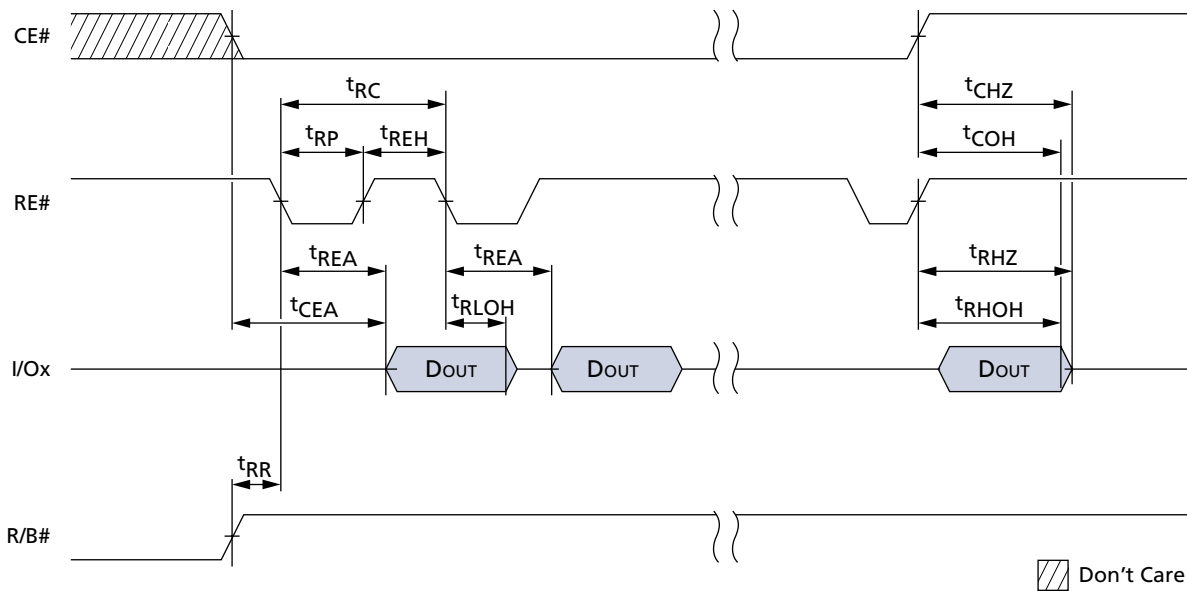 CE#
tRC
tCHZ
tRP
tREH
tCOH
RE#
tREA
tREA
tRHZ
tCEA
tRLOH
tRHOH
I/Ox
DOUT
DOUT
DOUT
tRR
R/B#
Don't Care